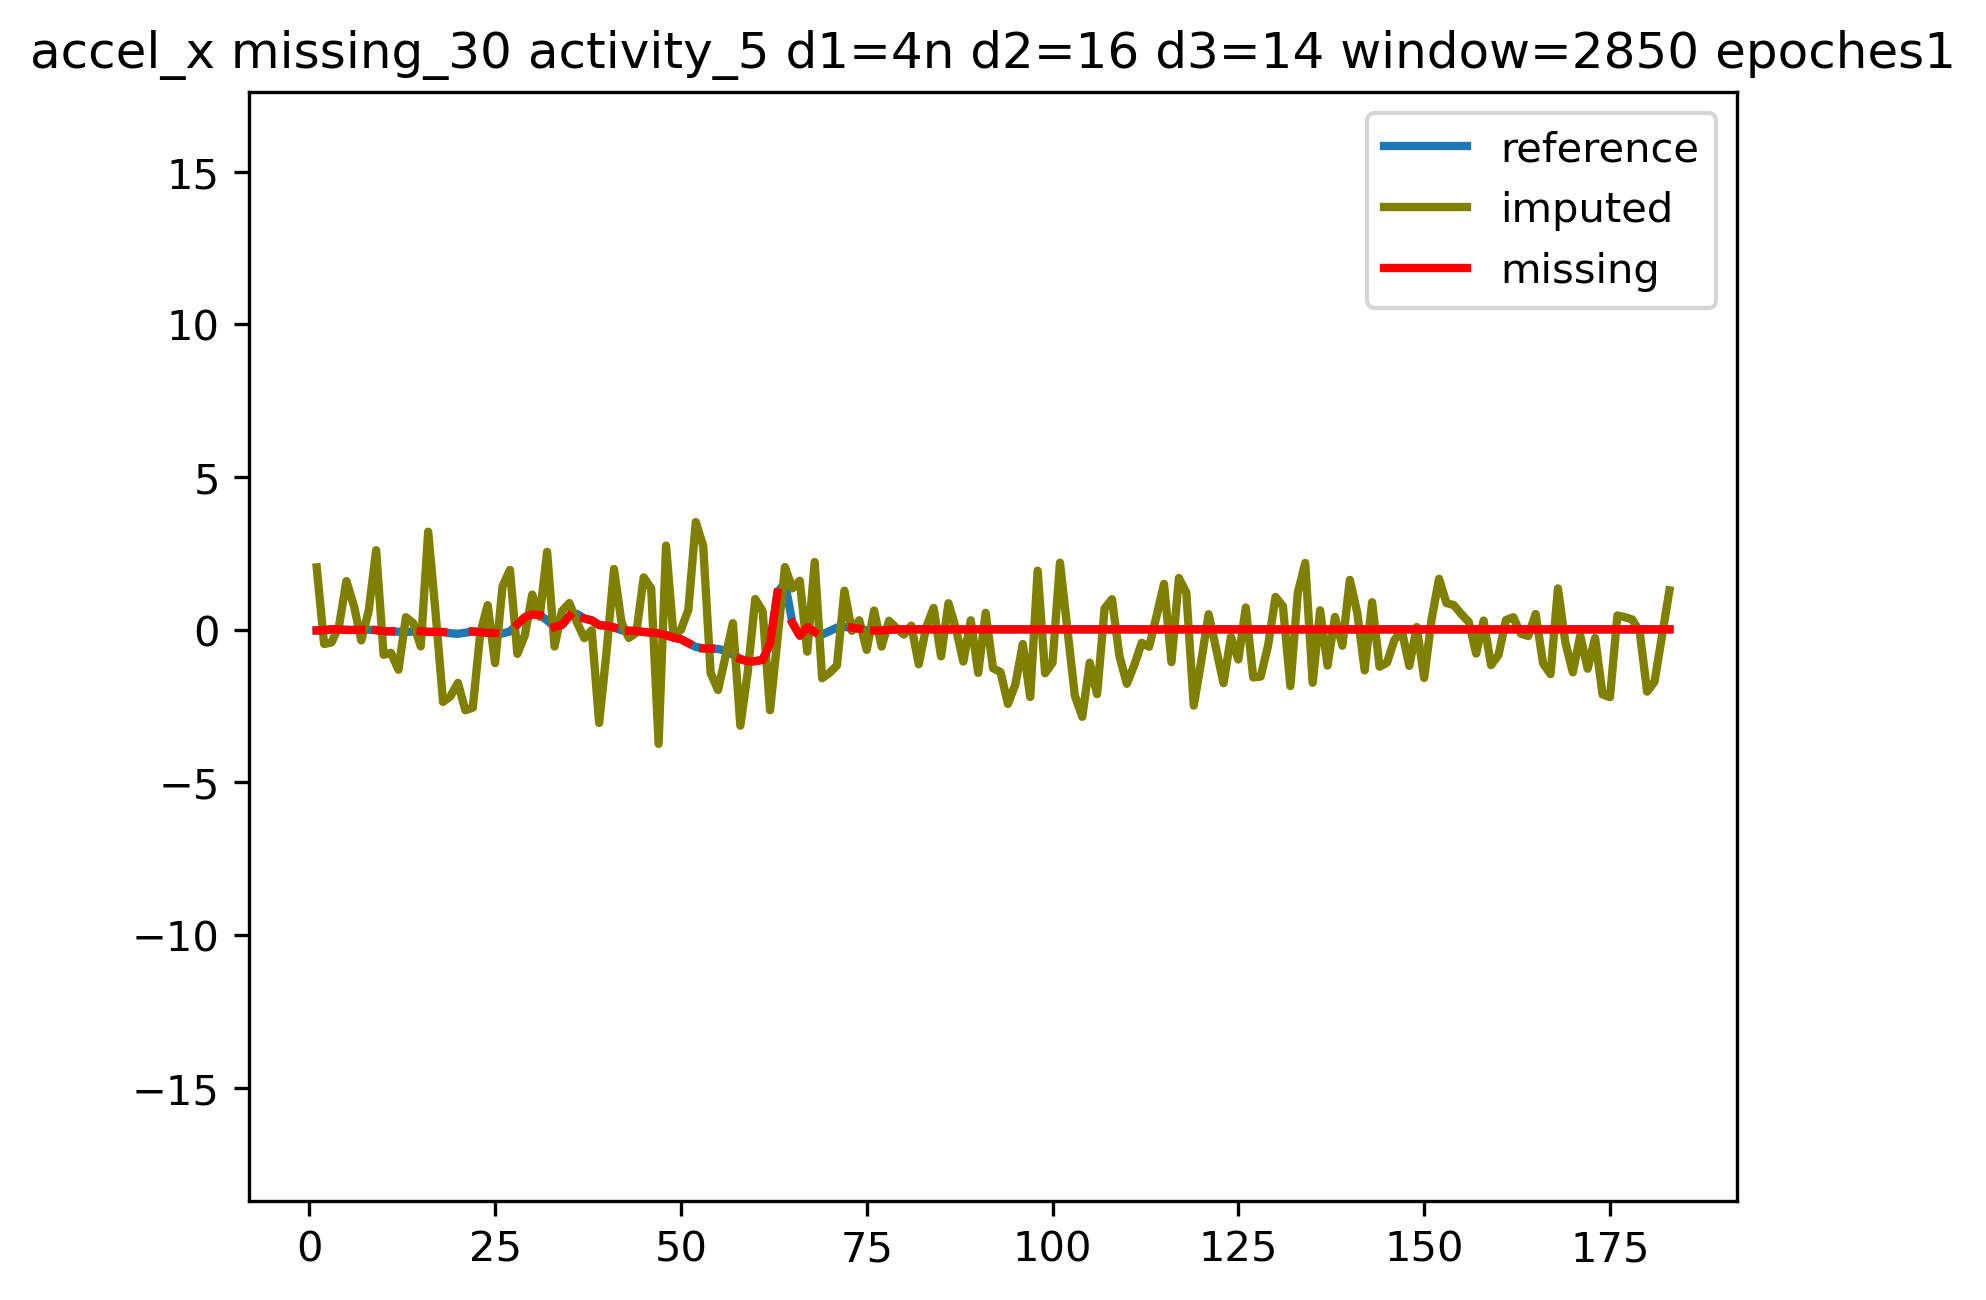 accel_x missing_30 activity_5 d1=4n d2=16 d3=14 window=2850 epoches1
reference
imputed
missing
15
10
5
0
−5
−10
−15
0 25 50 75 100 125 150 175